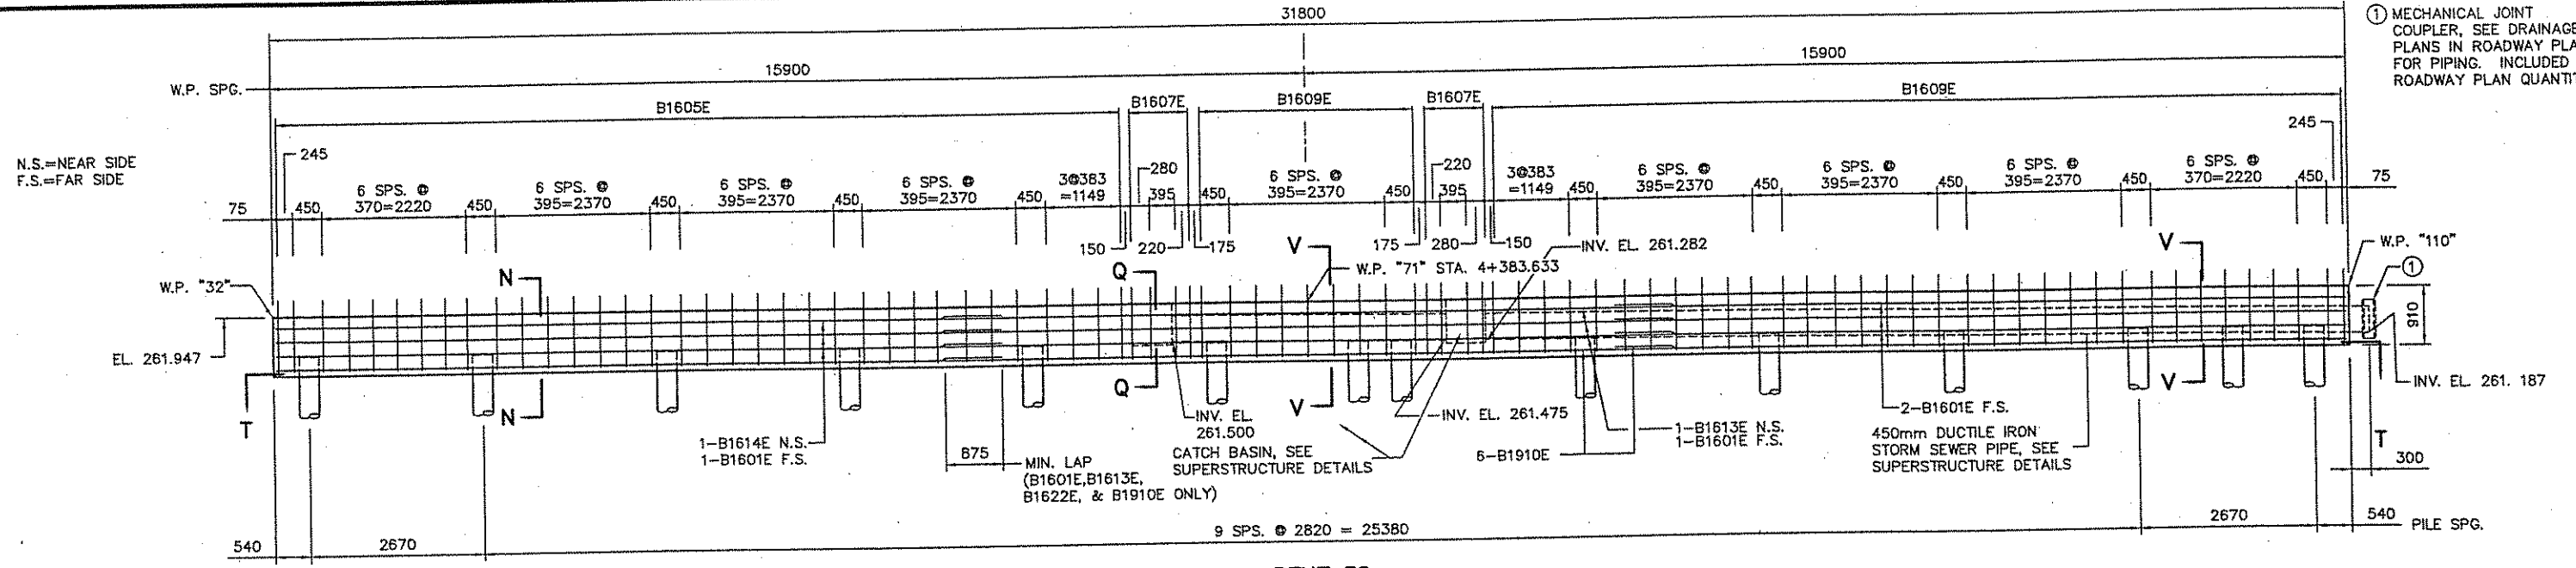 31800
① MECHANICAL JOINT
COUPLER, SEE DRAINAGE
PLANS IN ROADWAY
FOR PIPING. INCLUDED
ROADWAY PLAN
15900
15900
W.P. SPG.
B1605E
B1607E
B1609E
B1607E
B1609E
N.S.=NEAR SIDE
F.S.=FAR SIDE
245
280
220
245
75
450
6 SPS. @
370=2220
450
6 SPS. @
395=2370
450
6 SPS. @
395=2370
450
6 SPS. @
395=2370
450
3@383
=1149
395
450
6 SPS. @
395=2370
450
395
3@383
=1149
450
6 SPS. @
395=2370
450
6 SPS. @
395=2370
450
6 SPS. @
395=2370
450
6 SPS. @
370=2220
450
75
150
220
175
175
280
150
N
Q
V
INV. EL. 261.282
V
W.P. "110"
W.P. "71" STA. 4+383.633
①
W.P. "32"
910
EL. 261.947
T
N
Q
V
V
INV. EL. 261. 187
INV. EL.
261.500
INV. EL. 261.475
2-B1601E F.S.
1-B1614E N.S.
1-B1601E F.S.
875
MIN. LAP
(B1601E,B1613E,
B1622E, & B1910E ONLY)
CATCH BASIN, SEE
SUPERSTRUCTURE DETAILS
6-B1910E
1-B1613E N.S.
1-B1601E F.S.
450mm DUCTILE IRON
STORM SEWER PIPE, SEE
SUPERSTRUCTURE DETAILS
T
300
540
2670
9 SPS. @ 2820 = 25380
2670
540
PILE SPG.